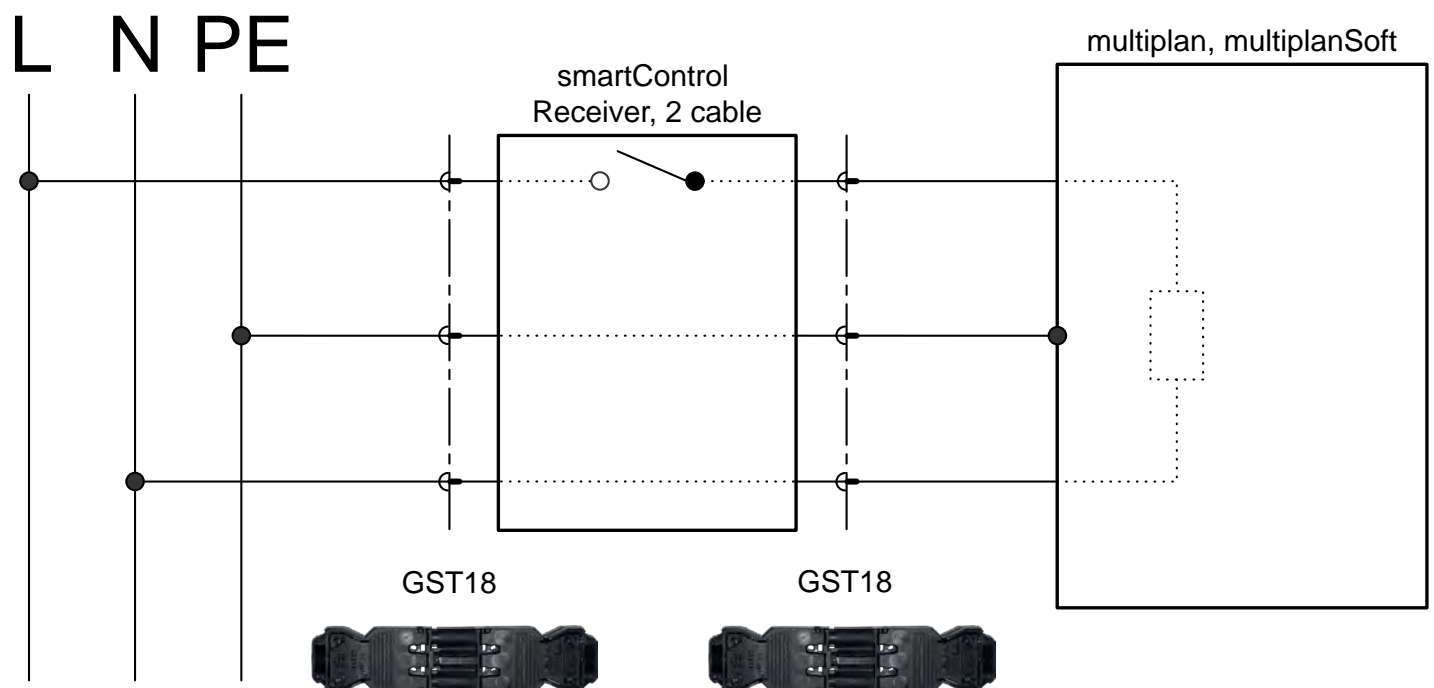 L N PE
multiplan, multiplanSoft
smartControl
Receiver, 2 cable
GST18 GST18